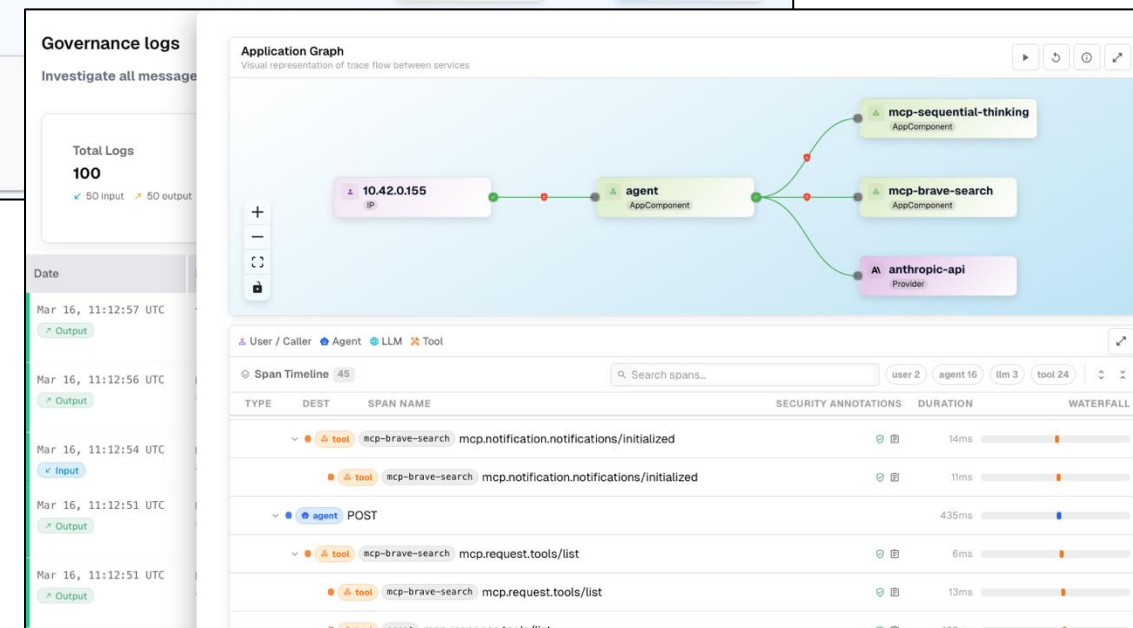 Governance logs
Investigate all message
Total Logs
100
50 input 50 output
Date
Mar 16, 11:12:57 UTC
Output
Mar 16, 11:12:56 UTC
Output
Mar 16, 11:12:54 UTC
Input
Mar 16, 11:12:51 UTC
Output
Mar 16, 11:12:51 UTC
Output
Application Graph
Visual representation of trace flow between services
10.42.0.155
IP
agent
AppComponent
mcp-sequential-thinking
AppComponent
mcp-brave-search
AppComponent
anthropic-api
Provider
User / Caller Agent LLM Tool
Span Timeline 45 Search spans... user 2 agent 16 llm 3 tool 24
TYPE DEST SPAN NAME SECURITY ANNOTATIONS DURATION WATERFALL
tool mcp-brave-search mcp.notification.notifications/initialized 14ms
tool mcp-brave-search mcp.notification.notifications/initialized 11ms
agent POST 435ms
tool mcp-brave-search mcp.request.tools/list 6ms
tool mcp-brave-search mcp.request.tools/list 13ms